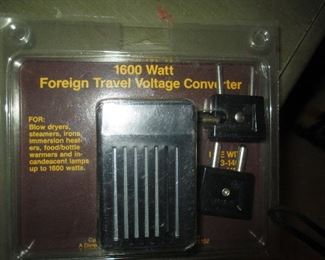 1600 Watt
Foreign Travel Voltage Converter
FOR:
Blow dryers,
steamers, irons,
immersion heat-
ers, food/bottle
warmers and in-
candescent lamps
up to 1600 watts.